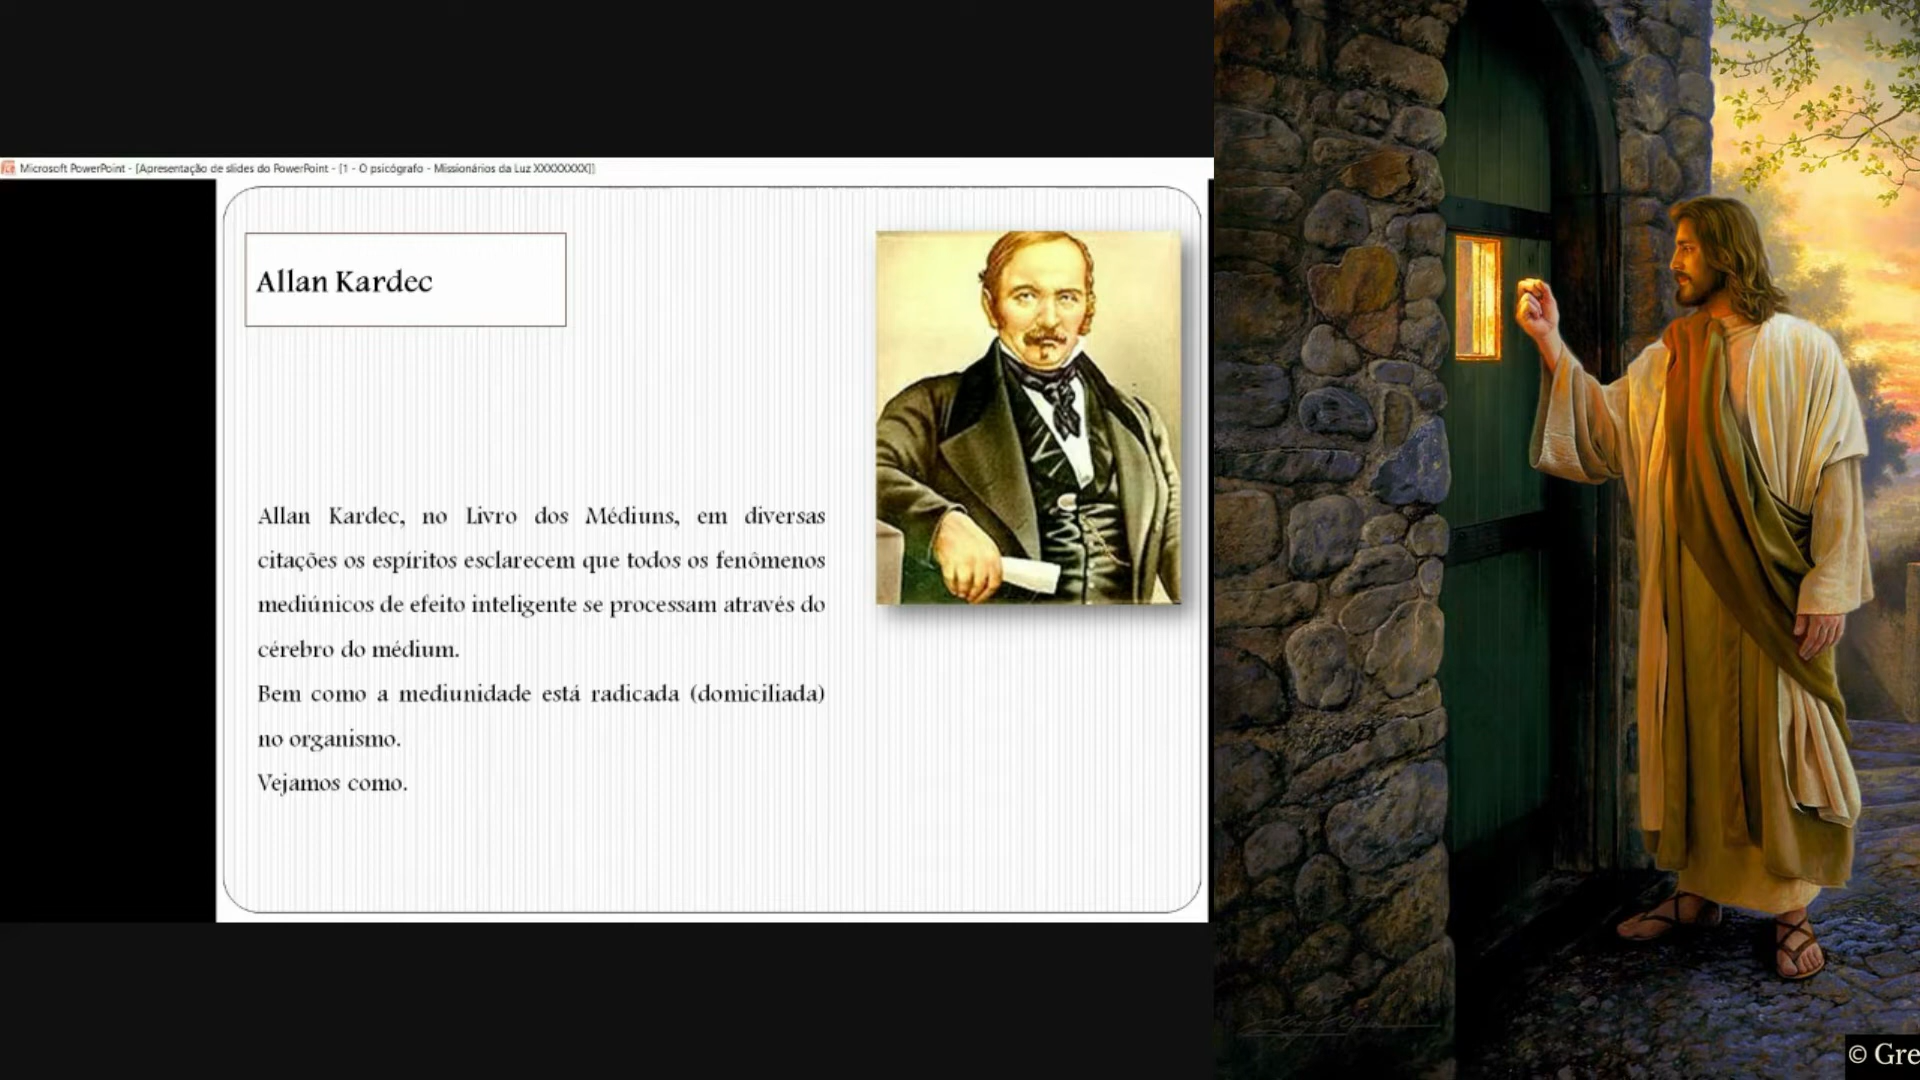 Microsoft PowerPoint - [Apresentação de slides do PowerPoint - [1 - O psicógrafo - Missionários da Luz XXXXXXXX]]
Allan Kardec
Allan Kardec, no Livro dos Médiuns, em diversas
citações os espíritos esclarecem que todos os fenômenos
mediúnicos de efeito inteligente se processam através do
cérebro do médium.
Bem como a mediunidade está radicada (domiciliada)
no organismo.
Vejamos como.
© Gre